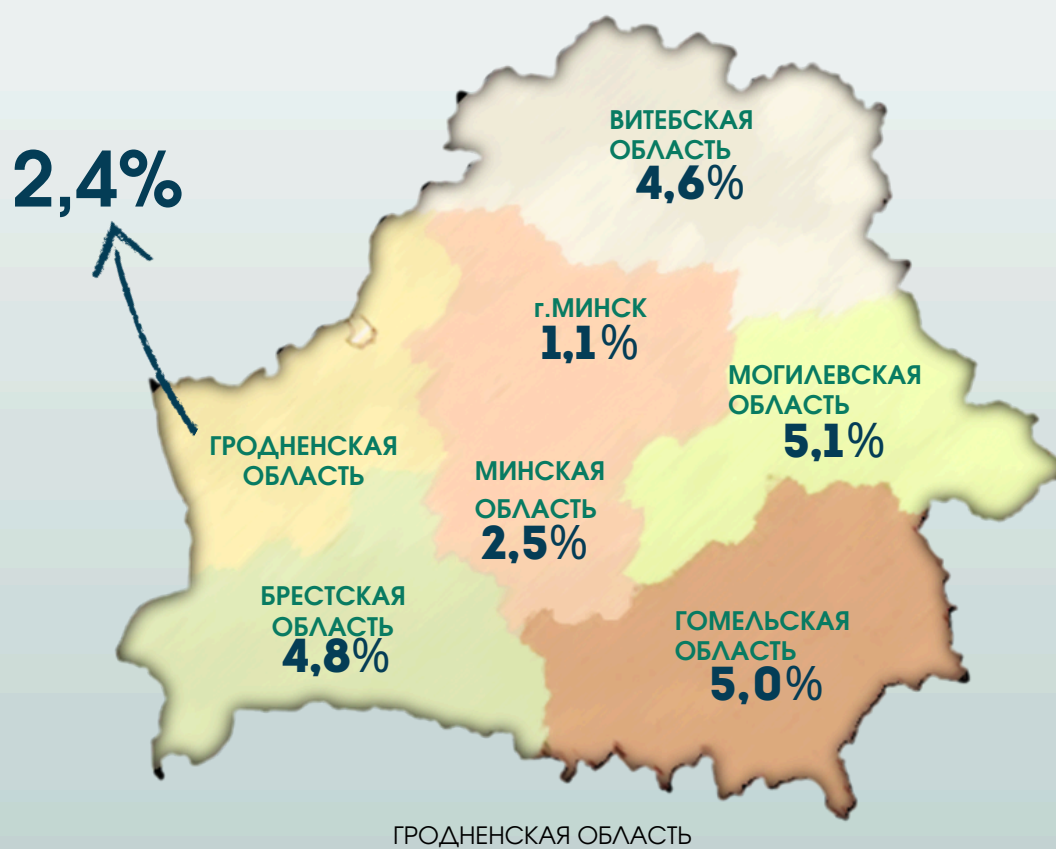 ВИТЕБСКАЯ
ОБЛАСТЬ
4,6%
2,4%
г.МИНСК
1,1%
МОГИЛЕВСКАЯ
ОБЛАСТЬ
5,1%
ГРОДНЕНСКАЯ
ОБЛАСТЬ
МИНСКАЯ
ОБЛАСТЬ
2,5%
БРЕСТСКАЯ
ОБЛАСТЬ
4,8%
ГОМЕЛЬСКАЯ
ОБЛАСТЬ
5,0%
ГРОДНЕНСКАЯ ОБЛАСТЬ